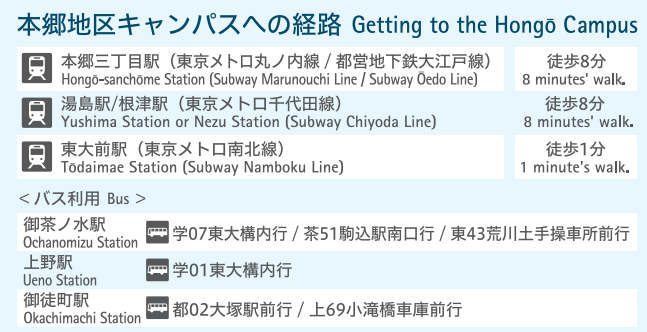 本郷地区キャンパスへの経路 Getting to the Hongō Campus
本郷三丁目駅（東京メトロ丸ノ内線 / 都営地下鉄大江戸線） 徒歩8分
Hongō-sanchōme Station (Subway Marunouchi Line / Subway Ōedo Line) 8 minutes' walk.
湯島駅/根津駅（東京メトロ千代田線） 徒歩8分
Yushima Station or Nezu Station (Subway Chiyoda Line) 8 minutes' walk.
東大前駅（東京メトロ南北線） 徒歩1分
Tōdaimae Station (Subway Namboku Line) 1 minute's walk.
< バス利用 Bus >
御茶ノ水駅 学07東大構内行 / 茶51駒込駅南口行 / 東43荒川土手操車所前行
Ochanomizu Station
上野駅 学01東大構内行
Ueno Station
御徒町駅 都02大塚駅前行 / 上69小滝橋車庫前行
Okachimachi Station